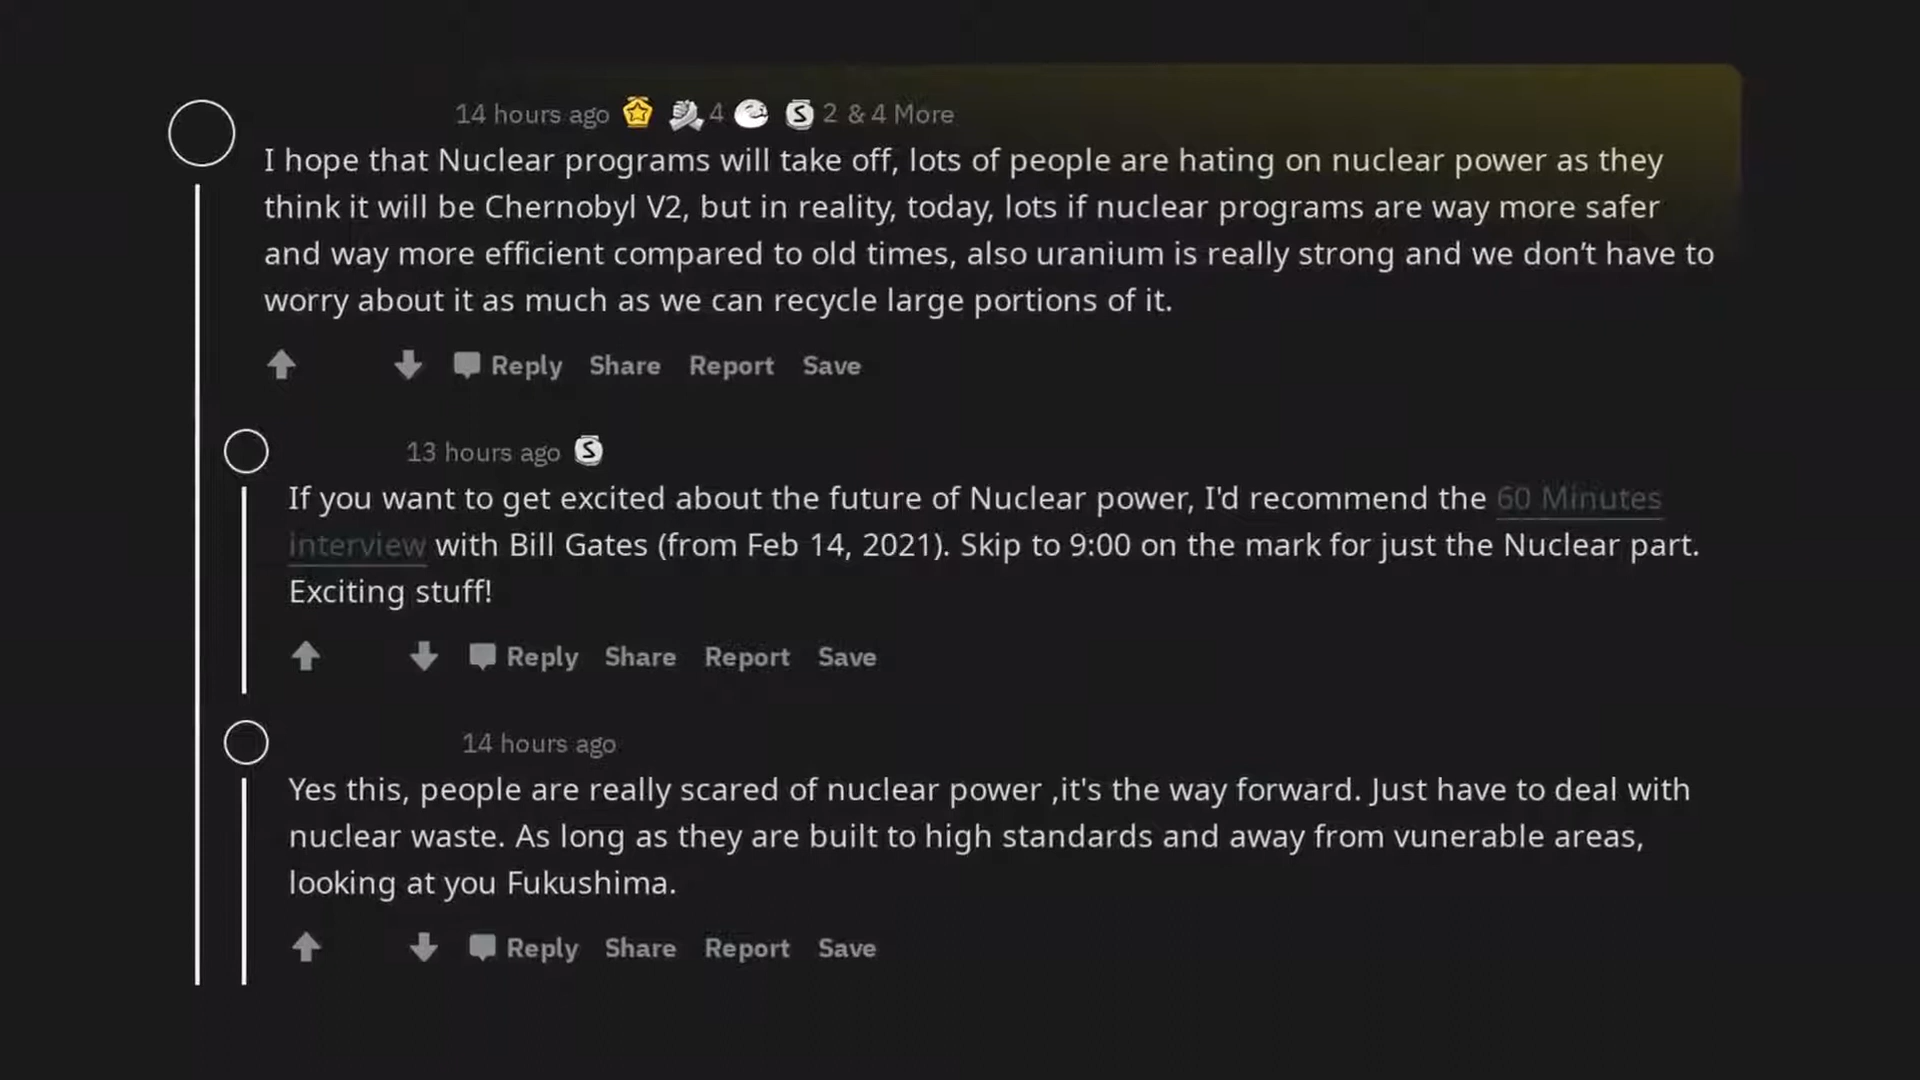 14 hours ago 4 2 & 4 More
I hope that Nuclear programs will take off, lots of people are hating on nuclear power as they
think it will be Chernobyl V2, but in reality, today, lots if nuclear programs are way more safer
and way more efficient compared to old times, also uranium is really strong and we don’t have to
worry about it as much as we can recycle large portions of it.
Reply Share Report Save
13 hours ago
If you want to get excited about the future of Nuclear power, I'd recommend the 60 Minutes
interview with Bill Gates (from Feb 14, 2021). Skip to 9:00 on the mark for just the Nuclear part.
Exciting stuff!
Reply Share Report Save
14 hours ago
Yes this, people are really scared of nuclear power ,it's the way forward. Just have to deal with
nuclear waste. As long as they are built to high standards and away from vunerable areas,
looking at you Fukushima.
Reply Share Report Save